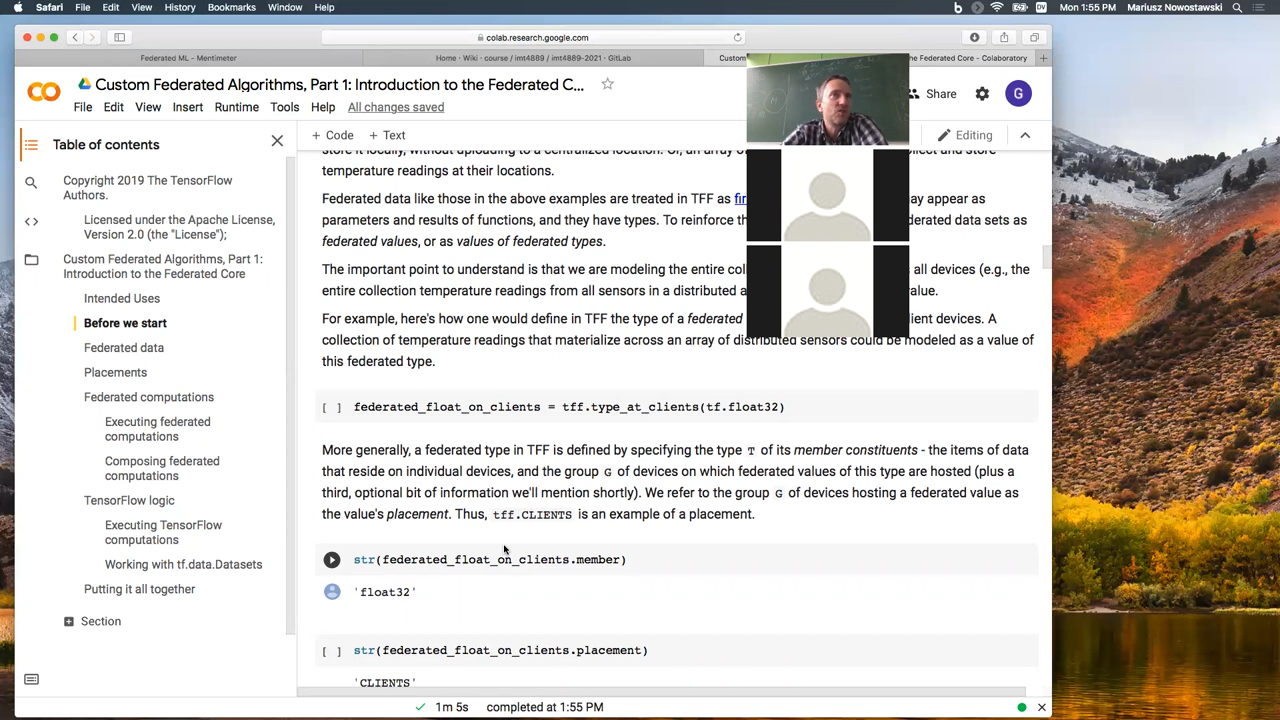 Safari File Edit View History Bookmarks Window Help
DV Mon 1:55 PM Mariusz Nowostawski
colab.research.google.com
Federated ML - Mentimeter
Home · Wiki · course / imt4889 / imt4889-2021 · GitLab
Custom
he Federated Core - Colaboratory
CO Custom Federated Algorithms, Part 1: Introduction to the Federated C...
File Edit View Insert Runtime Tools Help All changes saved
Share G
+ Code + Text
Editing
Table of contents
Copyright 2019 The TensorFlow
Authors.
Licensed under the Apache License,
Version 2.0 (the "License");
Custom Federated Algorithms, Part 1:
Introduction to the Federated Core
Intended Uses
Before we start
Federated data
Placements
Federated computations
Executing federated
computations
Composing federated
computations
TensorFlow logic
Executing TensorFlow
computations
Working with tf.data.Datasets
Putting it all together
Section
store it locally, without uploading to a centralized location. Or, an array of ollect and store
temperature readings at their locations.
Federated data like those in the above examples are treated in TFF as fir ay appear as
parameters and results of functions, and they have types. To reinforce th ederated data sets as
federated values, or as values of federated types.
The important point to understand is that we are modeling the entire coll all devices (e.g., the
entire collection temperature readings from all sensors in a distributed a alue.
For example, here's how one would define in TFF the type of a federated ient devices. A
collection of temperature readings that materialize across an array of distributed sensors could be modeled as a value of
this federated type.
[ ] federated_float_on_clients = tff.type_at_clients(tf.float32)
More generally, a federated type in TFF is defined by specifying the type T of its member constituents - the items of data
that reside on individual devices, and the group G of devices on which federated values of this type are hosted (plus a
third, optional bit of information we'll mention shortly). We refer to the group G of devices hosting a federated value as
the value's placement. Thus, tff.CLIENTS is an example of a placement.
str(federated_float_on_clients.member)
'float32'
[ ] str(federated_float_on_clients.placement)
'CLIENTS'
1m 5s completed at 1:55 PM